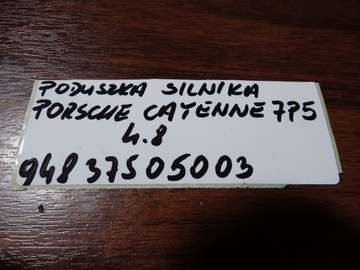 PODUSZKA SILNIKA
PORSCHE CAYENNE 7P5
4.8
94837505003